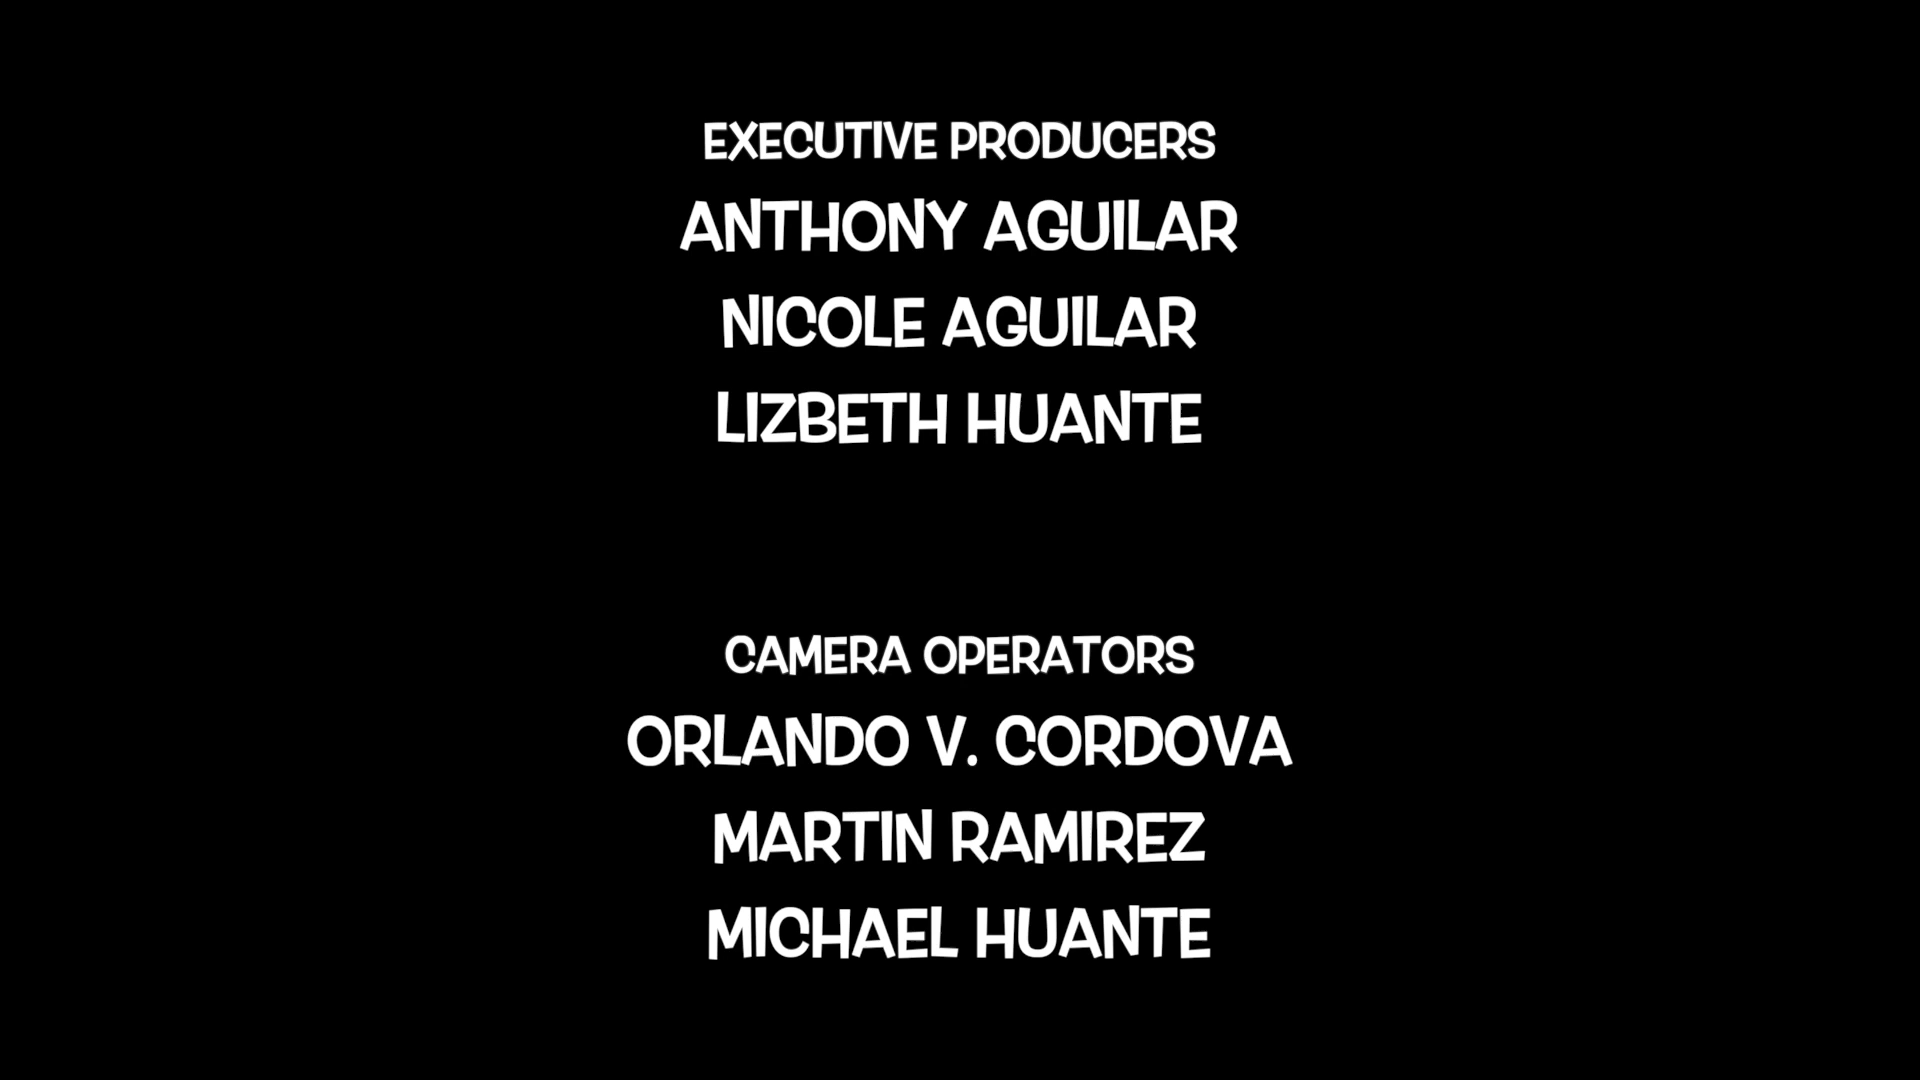 EXECUTIVE PRODUCERS
ANTHONY AGUILAR
NICOLE AGUILAR
LIZBETH HUANTE
CAMERA OPERATORS
ORLANDO V. CORDOVA
MARTIN RAMIREZ
MICHAEL HUANTE